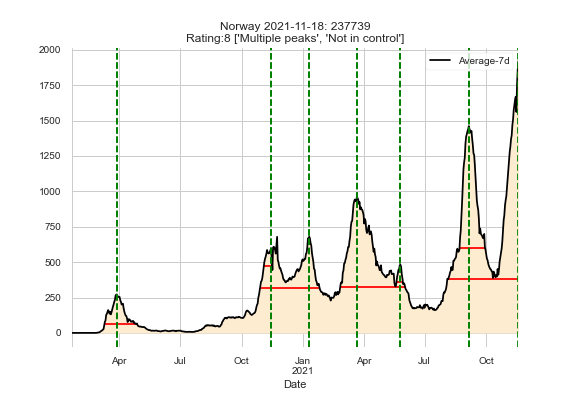 Norway 2021-11-18: 237739
Rating:8 ['Multiple peaks', 'Not in control']
2000
1750
1500
1250
1000
750
500
250
0
Average-7d
Apr Jul Oct Jan Apr Jul Oct
2021
Date